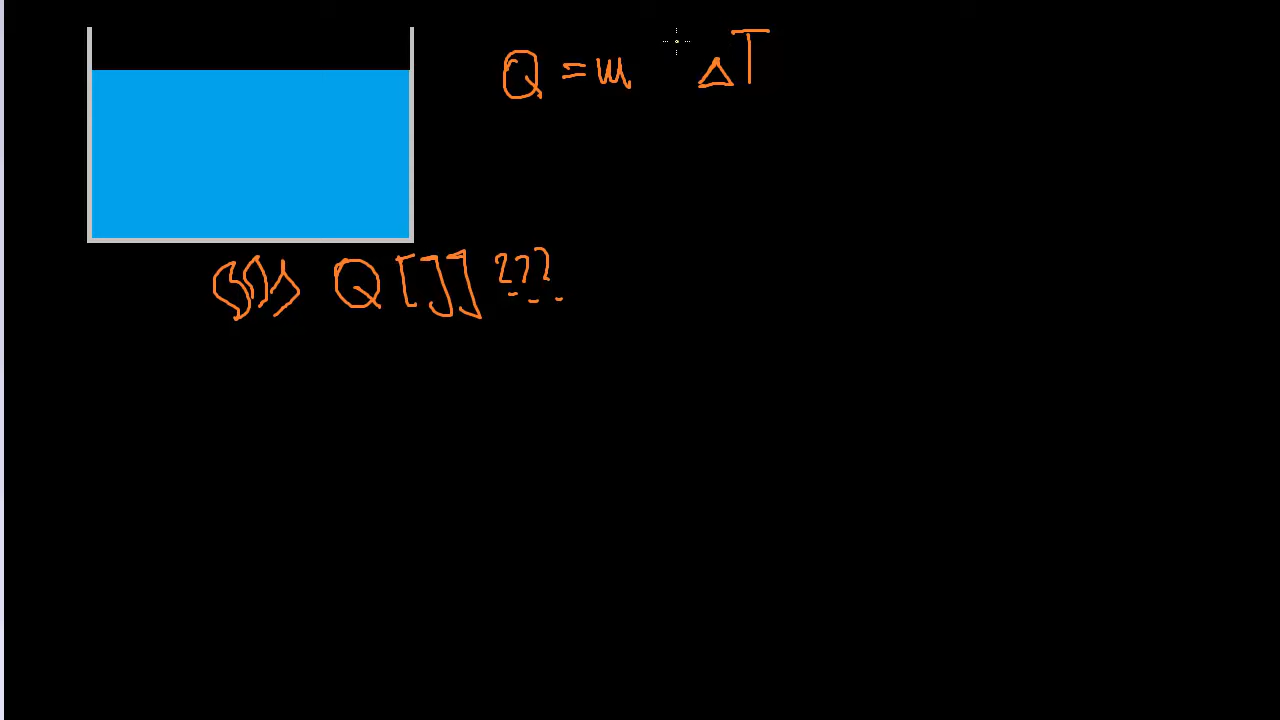 Q = m ΔT
Q [J] ???